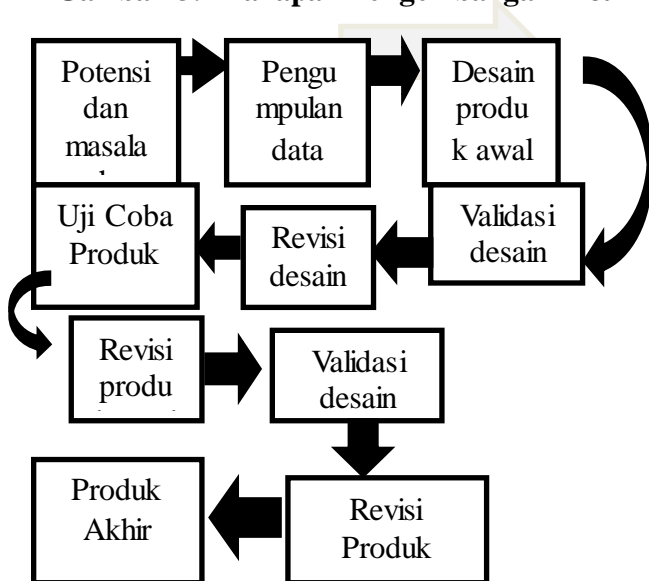 Potensi
dan
masala
Pengu
mpulan
data
Desain
produ
k awal
Validasi
desain
Revisi
desain
Uji Coba
Produk
Revisi
produ
Validasi
desain
Revisi
Produk
Produk
Akhir